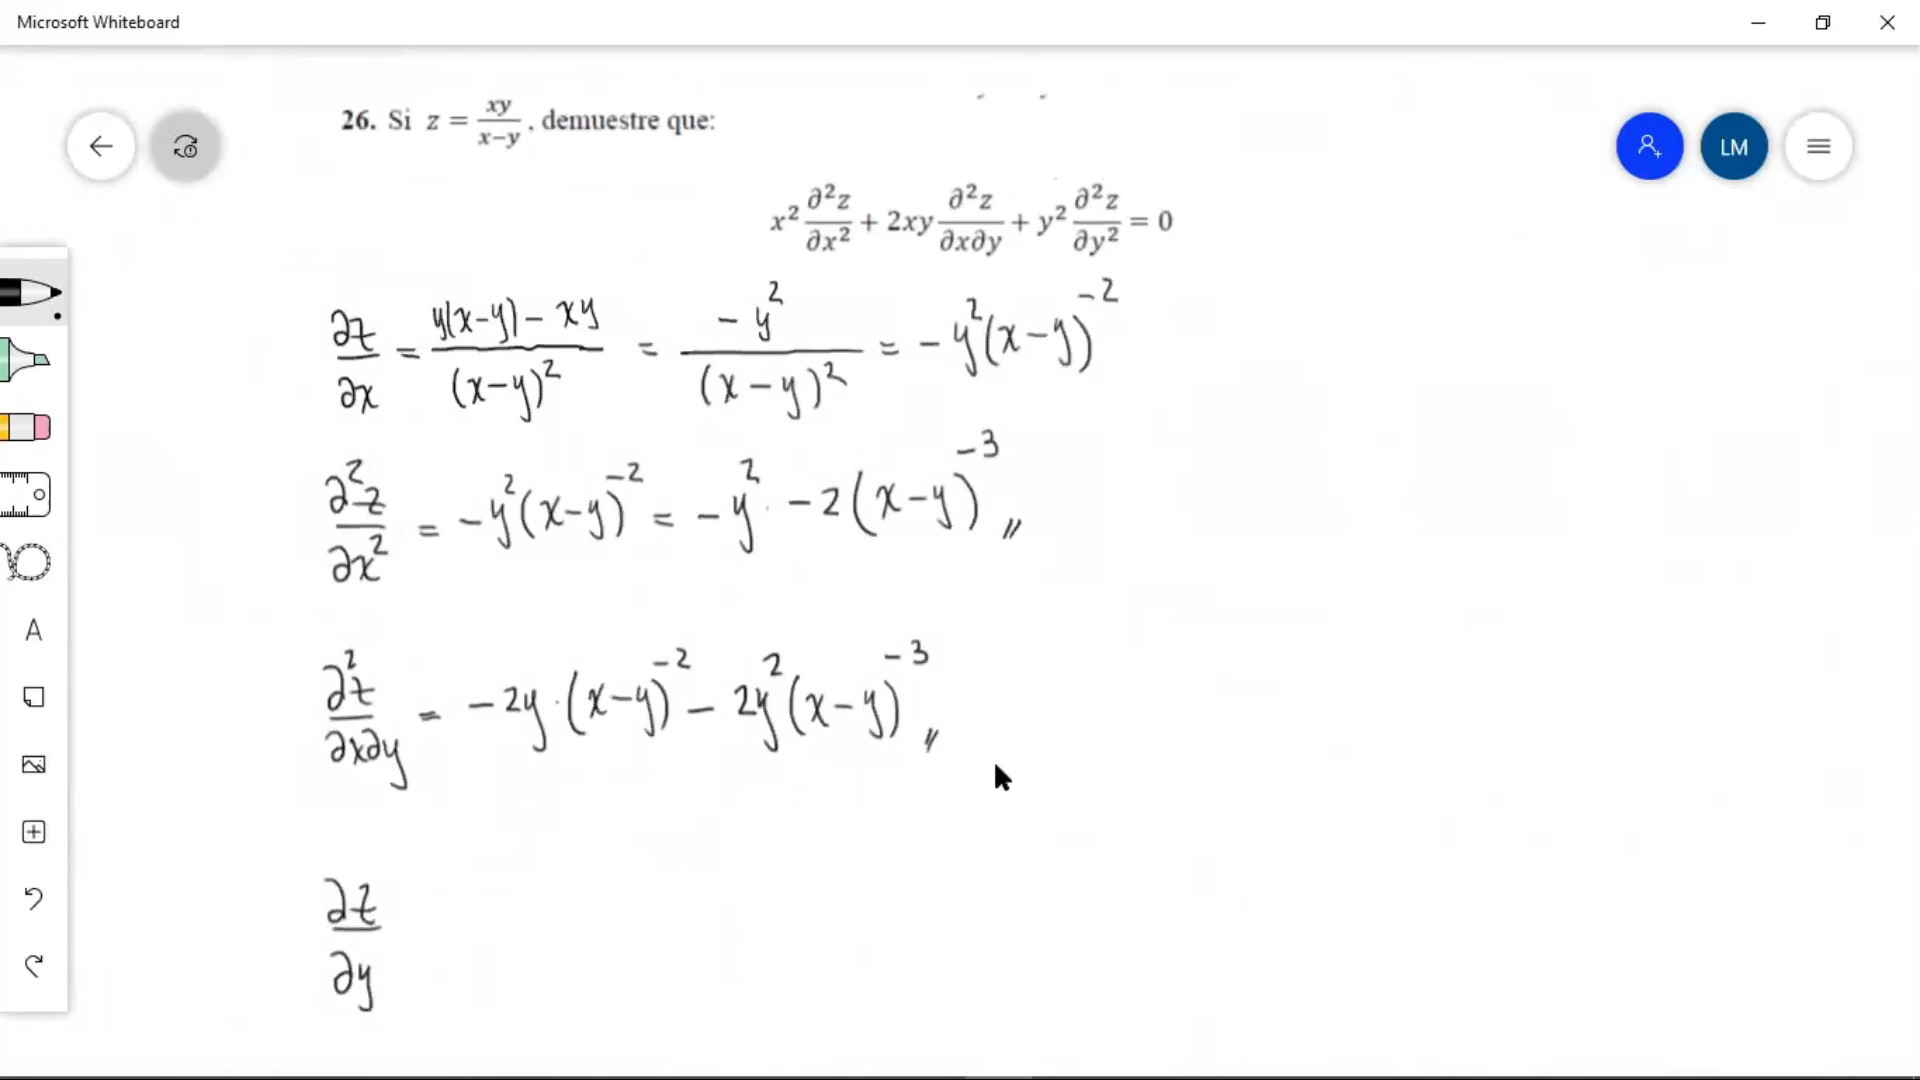 Microsoft Whiteboard
26. Si z = xy/(x−y), demuestre que:
x² ∂²z/∂x² + 2xy ∂²z/∂x∂y + y² ∂²z/∂y² = 0
LM
∂z/∂x = (y(x−y) − xy)/(x−y)² = −y²/(x−y)² = −y²(x−y)⁻²
∂²z/∂x² = −y²(x−y)⁻² = −y² · −2(x−y)⁻³ //
∂²z/∂x∂y = −2y·(x−y)⁻² − 2y²(x−y)⁻³ //
A
∂z/∂y